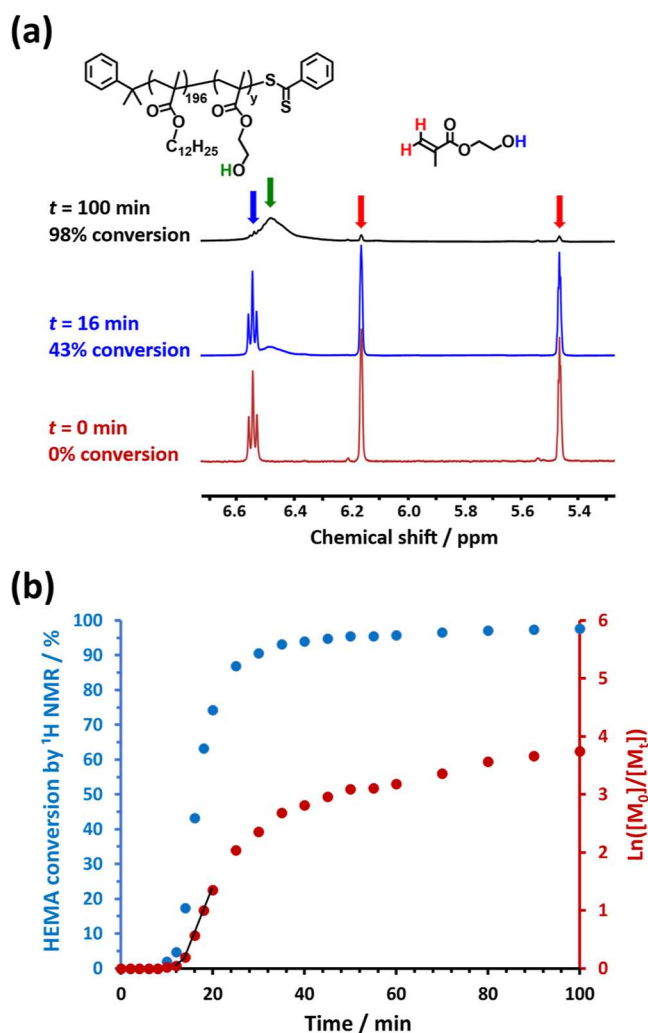 (a)
196
y
S
S
O
O
O
O
C12H25
HO
H
H
O
O
OH
t = 100 min
98% conversion
t = 16 min
43% conversion
t = 0 min
0% conversion
6.6 6.4 6.2 6.0 5.8 5.6 5.4
Chemical shift / ppm
(b)
HEMA conversion by ¹H NMR / %
100
90
80
70
60
50
40
30
20
10
0
6
5
4
3
2
1
0
Ln([M0]/[Mt])
0 20 40 60 80 100
Time / min